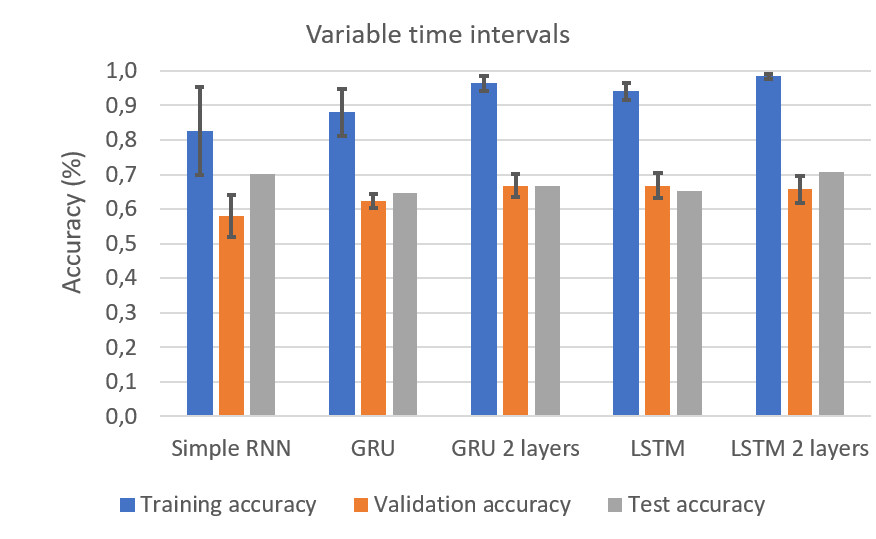 Variable time intervals
Accuracy (%)
1,0
0,9
0,8
0,7
0,6
0,5
0,4
0,3
0,2
0,1
0,0
Simple RNN GRU GRU 2 layers LSTM LSTM 2 layers
Training accuracy Validation accuracy Test accuracy